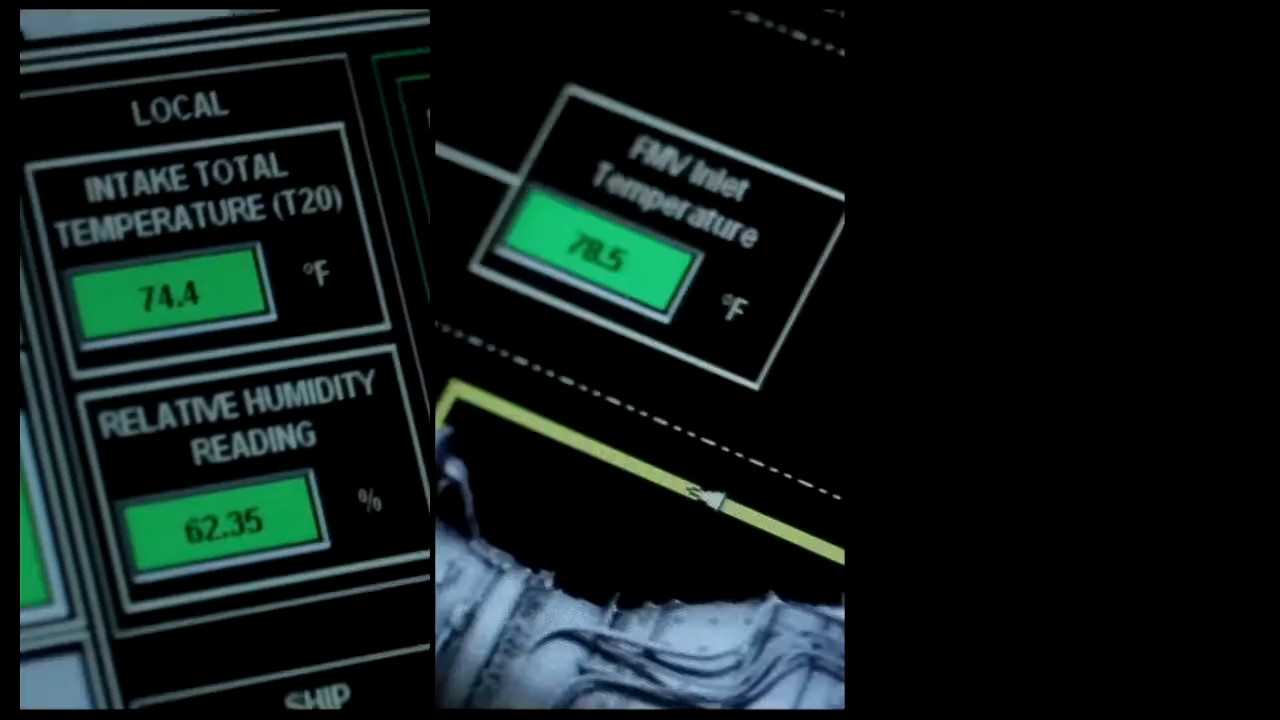 LOCAL
INTAKE TOTAL
TEMPERATURE (T20)
74.4 °F
RELATIVE HUMIDITY
READING
62.35 %
SHIP
FMV Inlet
Temperature
78.5 °F